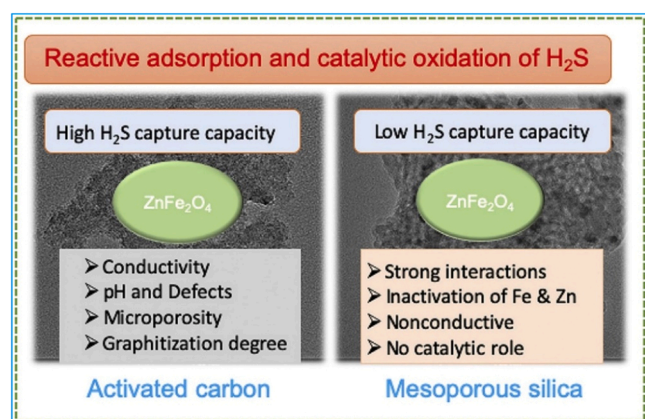 Reactive adsorption and catalytic oxidation of H₂S
High H₂S capture capacity
ZnFe₂O₄
➢ Conductivity
➢ pH and Defects
➢ Microporosity
➢ Graphitization degree
Activated carbon
Low H₂S capture capacity
ZnFe₂O₄
➢ Strong interactions
➢ Inactivation of Fe & Zn
➢ Nonconductive
➢ No catalytic role
Mesoporous silica